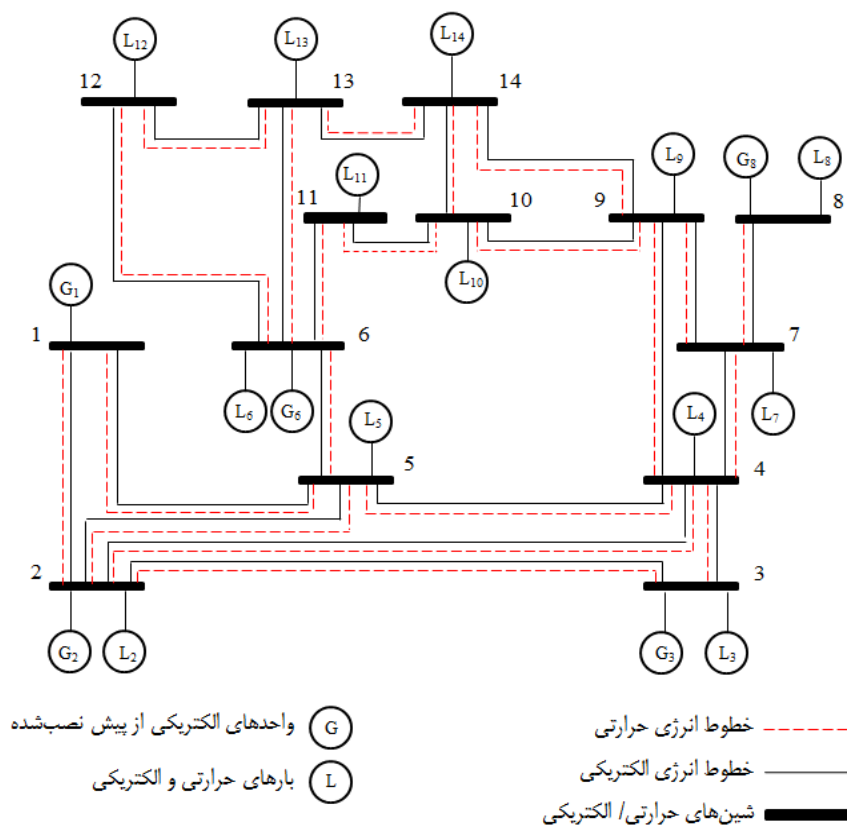 L12
L13
L14
12
13
14
L11
L9
G8
L8
11
10
9
8
L10
G1
1
6
7
L6
G6
L5
L4
L7
5
4
2
3
G2
L2
G3
L3
G واحدهای الکتریکی از پیش نصب‌شده
L بارهای حرارتی و الکتریکی
خطوط انرژی حرارتی
خطوط انرژی الکتریکی
شین‌های حرارتی/ الکتریکی